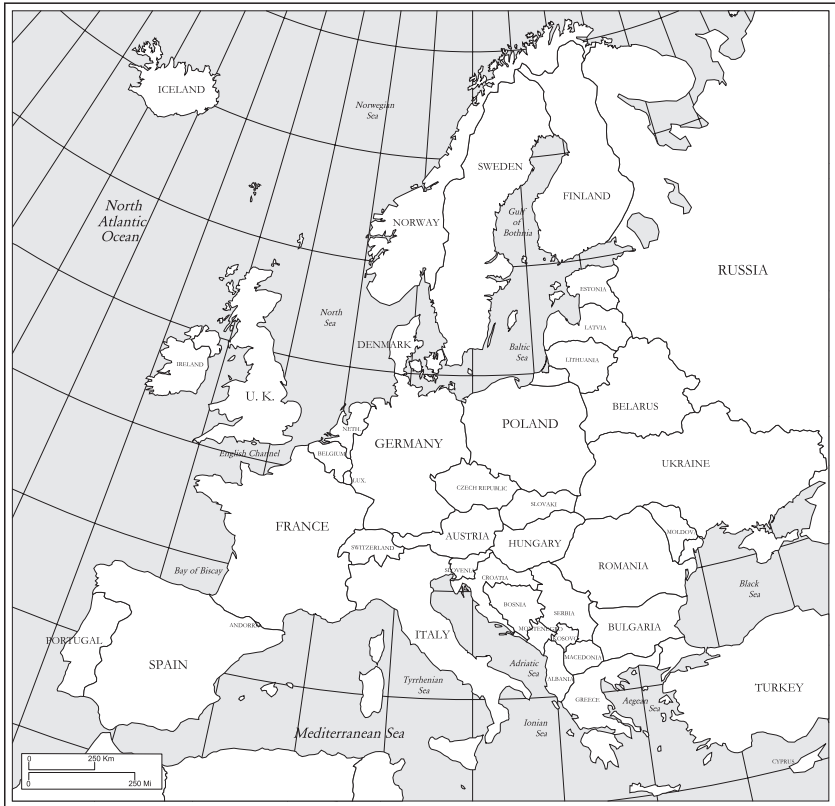 ICELAND
Norwegian
Sea
SWEDEN
FINLAND
North
Atlantic
Ocean
NORWAY
Gulf
of
Bothnia
RUSSIA
ESTONIA
North
Sea
LATVIA
DENMARK
Baltic
Sea
LITHUANIA
IRELAND
U. K.
BELARUS
NETH.
POLAND
GERMANY
English Channel
BELGIUM
UKRAINE
LUX.
CZECH REPUBLIC
SLOVAKI
FRANCE
AUSTRIA
MOLDOV
HUNGARY
SWITZERLAND
ROMANIA
Bay of Biscay
SLOVENIA
CROATIA
Black
Sea
BOSNIA
SERBIA
ANDORRA
BULGARIA
MONTENEGRO
KOSOVO
ITALY
PORTUGAL
SPAIN
MACEDONIA
Adriatic
Sea
ALBANIA
Tyrrhenian
Sea
TURKEY
GREECE
Aegean
Sea
Ionian
Sea
Mediterranean Sea
0 250 Km
0 250 Mi
CYPRUS